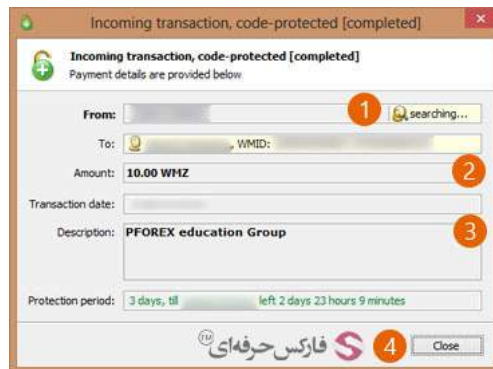 Incoming transaction, code-protected [completed]
Incoming transaction, code-protected [completed]
Payment details are provided below
From: 1 searching...
To: , WMID:
Amount: 10.00 WMZ 2
Transaction date:
Description: PFOREX education Group 3
Protection period: 3 days, till left 2 days 23 hours 9 minutes
فارکس حرفه‌ای TM 4 Close